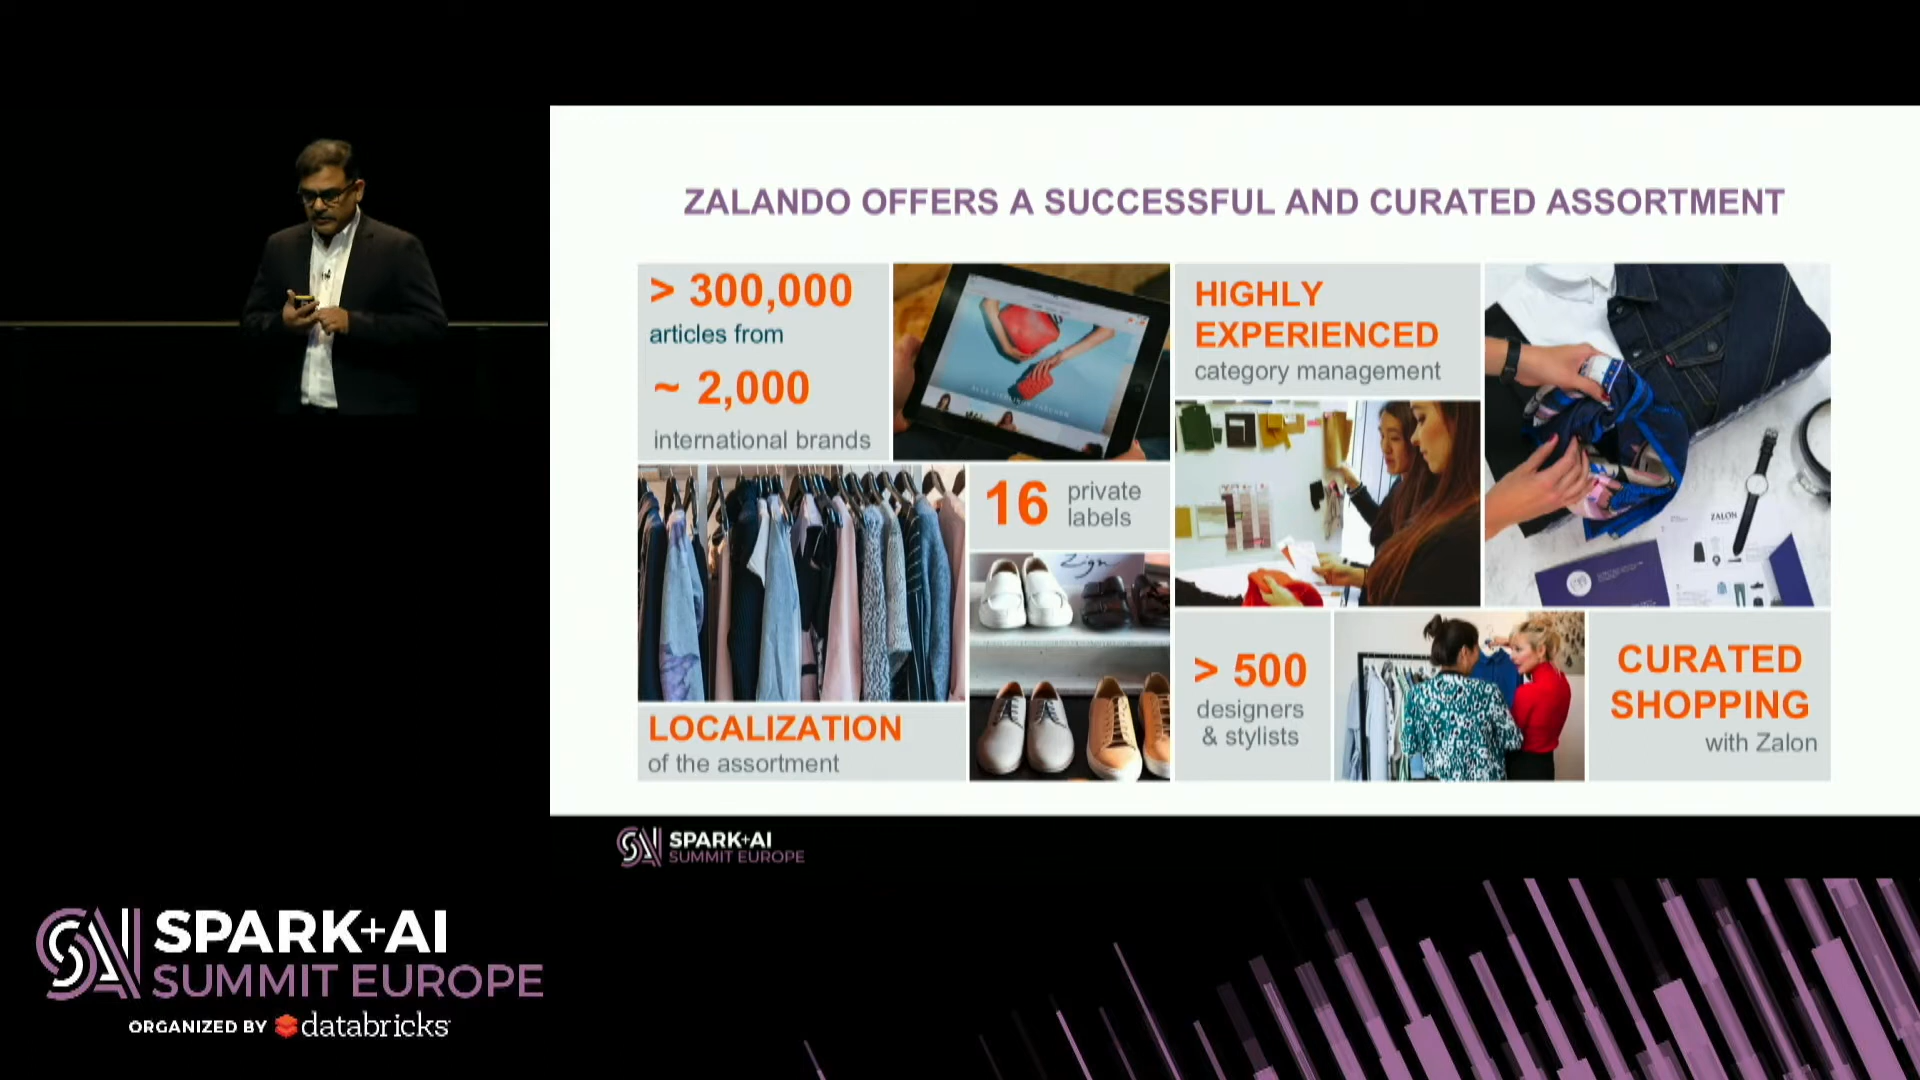 ZALANDO OFFERS A SUCCESSFUL AND CURATED ASSORTMENT
> 300,000
articles from
~ 2,000
international brands
HIGHLY
EXPERIENCED
category management
16 private
labels
Zign
ZALON
LOCALIZATION
of the assortment
> 500
designers
& stylists
CURATED
SHOPPING
with Zalon
SPARK+AI
SUMMIT EUROPE
SPARK+AI
SUMMIT EUROPE
ORGANIZED BY databricks